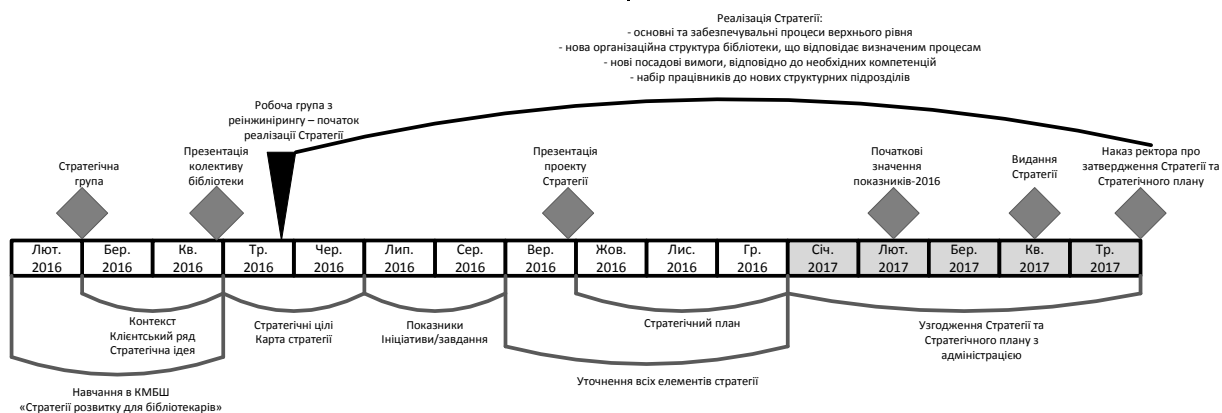 Реалізація Стратегії:
- основні та забезпечувальні процеси верхнього рівня
- нова організаційна структура бібліотеки, що відповідає визначеним процесам
- нові посадові вимоги, відповідно до необхідних компетенцій
- набір працівників до нових структурних підрозділів
Робоча група з
реінжинірингу – початок
реалізації Стратегії
Стратегічна
група
Презентація
колективу
бібліотеки
Презентація
проекту
Стратегії
Початкові
значення
показників-2016
Видання
Стратегії
Наказ ректора про
затвердження Стратегії та
Стратегічного плану
Лют.
2016
Бер.
2016
Кв.
2016
Тр.
2016
Чер.
2016
Лип.
2016
Сер.
2016
Вер.
2016
Жов.
2016
Лис.
2016
Гр.
2016
Січ.
2017
Лют.
2017
Бер.
2017
Кв.
2017
Тр.
2017
Контекст
Клієнтський ряд
Стратегічна ідея
Стратегічні цілі
Карта стратегії
Показники
Ініціативи/завдання
Стратегічний план
Узгодження Стратегії та
Стратегічного плану з
адміністрацією
Уточнення всіх елементів стратегії
Навчання в КМБШ
«Стратегії розвитку для бібліотекарів»